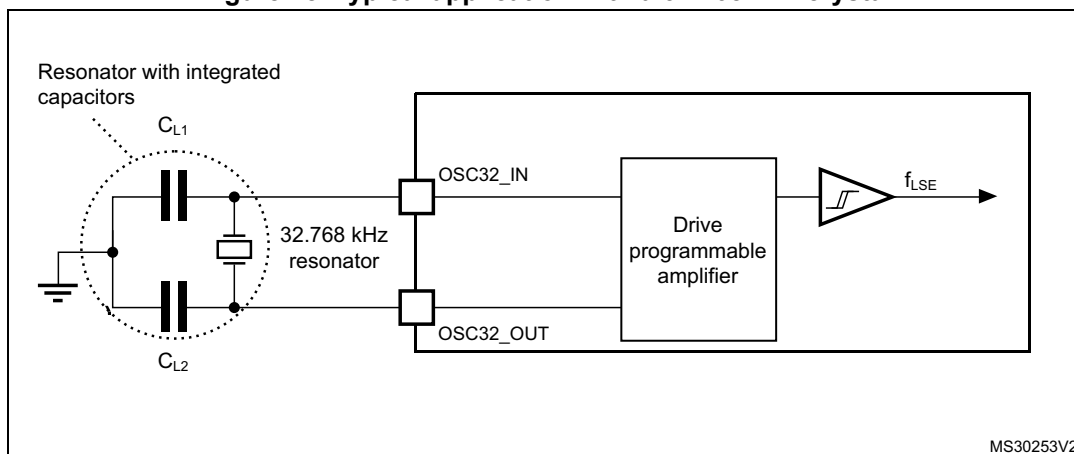 Resonator with integrated
capacitors
CL1
OSC32_IN
fLSE
32.768 kHz
resonator
Drive
programmable
amplifier
OSC32_OUT
CL2
MS30253V2